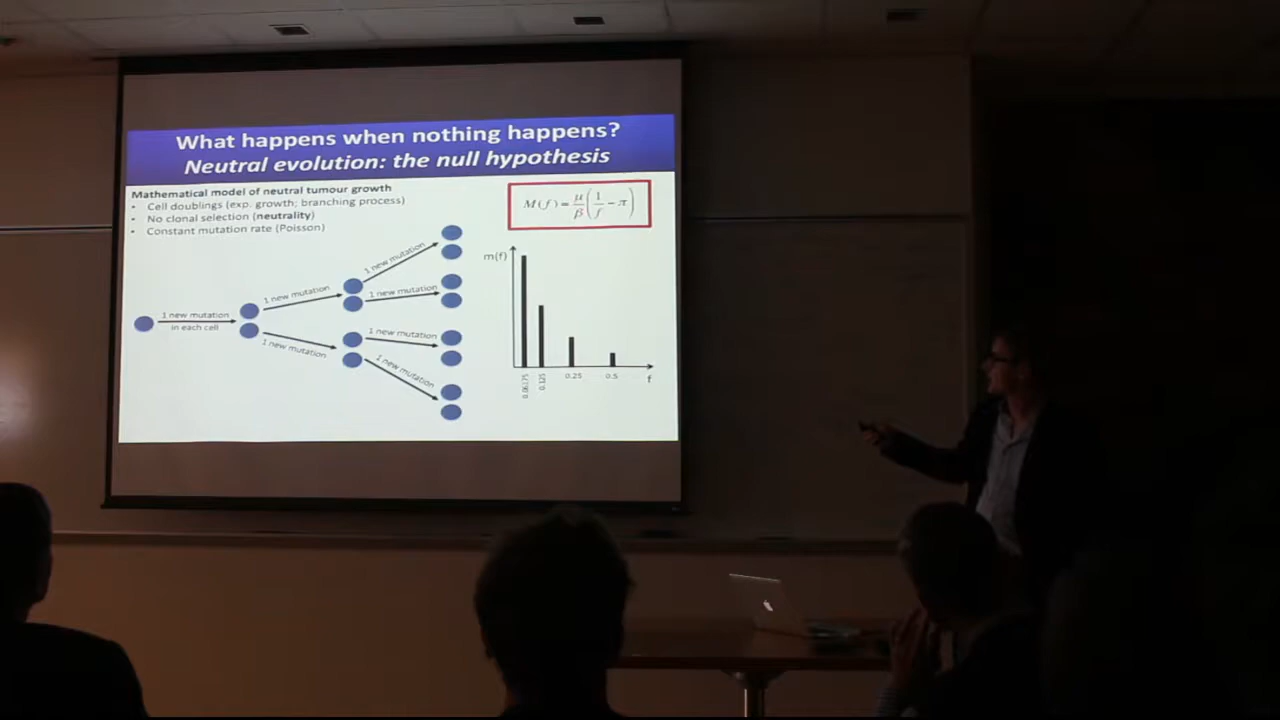 What happens when nothing happens?
Neutral evolution: the null hypothesis
Mathematical model of neutral tumour growth
• Cell doublings (exp. growth; branching process)
• No clonal selection (neutrality)
• Constant mutation rate (Poisson)
M(f) = μ/β (1/f − π)
1 new mutation
in each cell
1 new mutation
1 new mutation
1 new mutation
1 new mutation
1 new mutation
1 new mutation
m(f)
0.06175
0.125
0.25
0.5
f